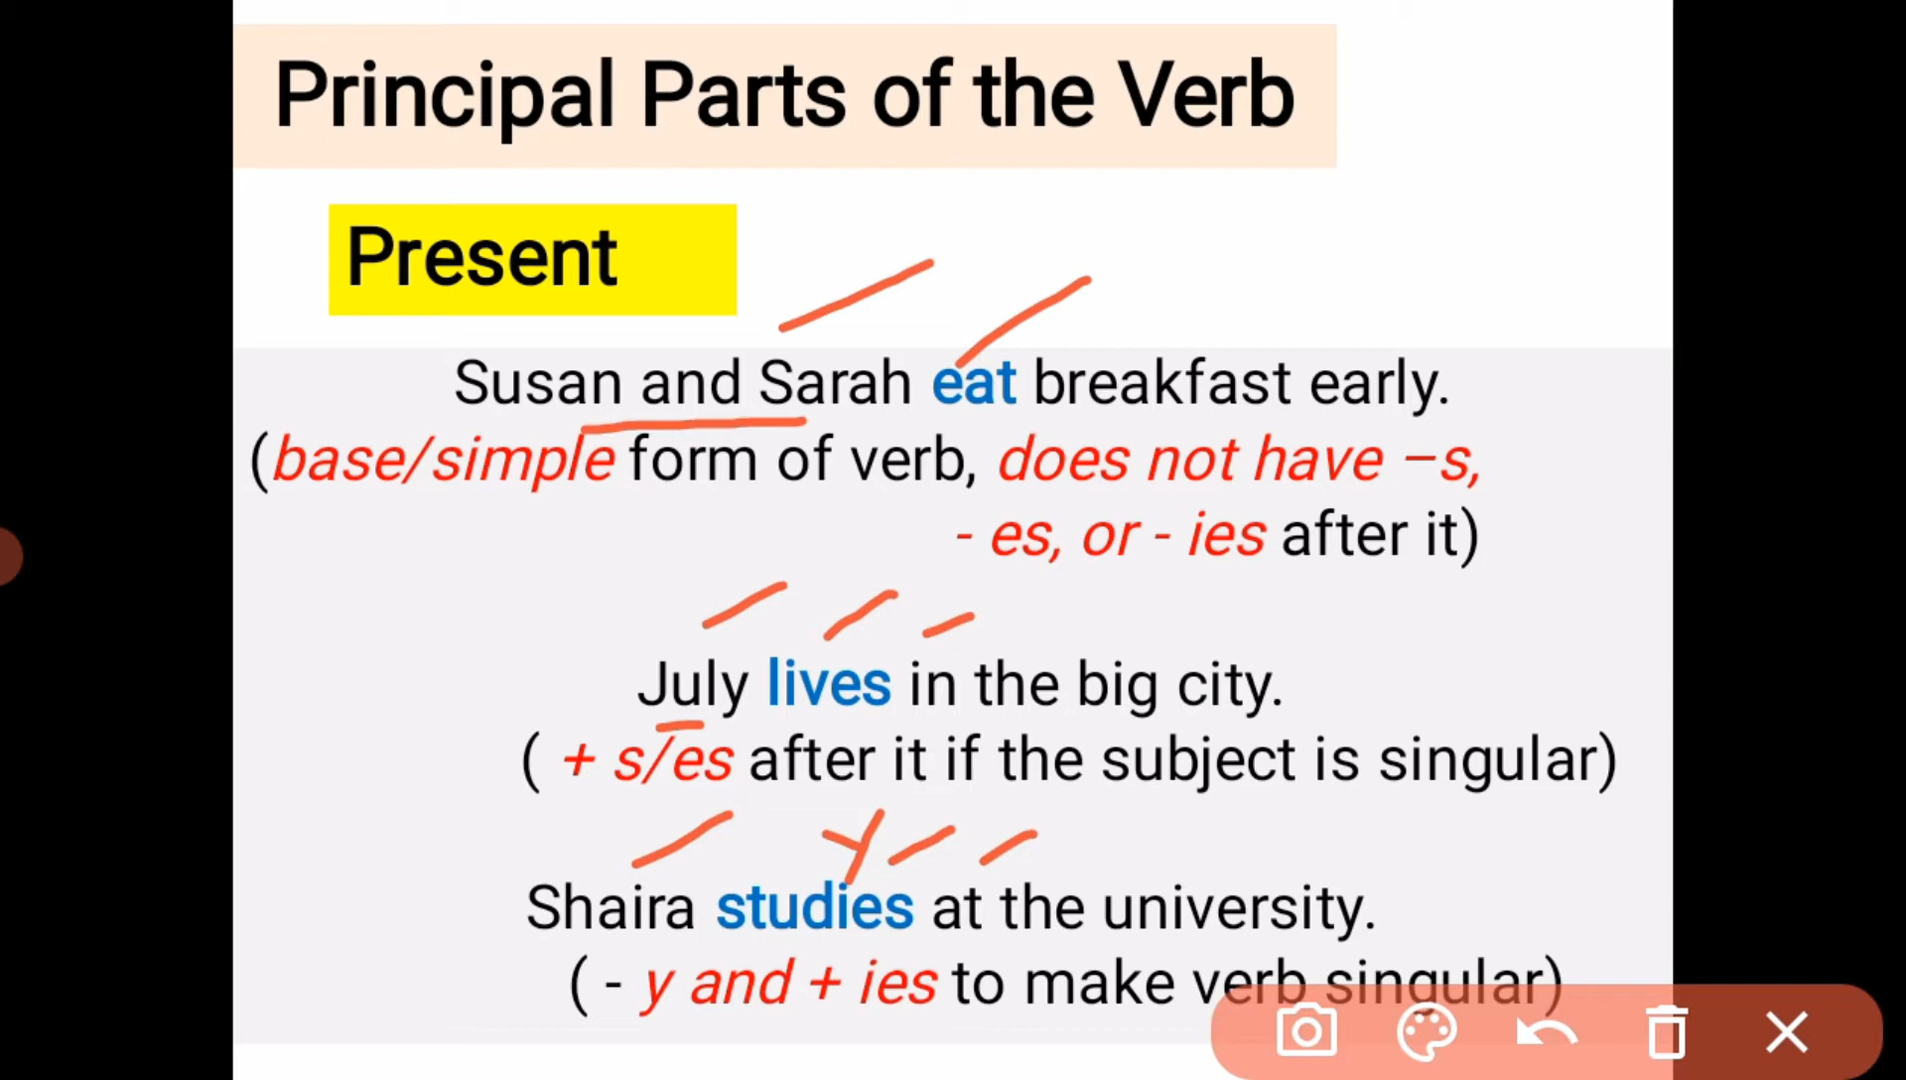 Principal Parts of the Verb
Present
Susan and Sarah eat breakfast early.
(base/simple form of verb, does not have –s,
- es, or - ies after it)
July lives in the big city.
( + s/es after it if the subject is singular)
y
Shaira studies at the university.
( - y and + ies to make verb singular)